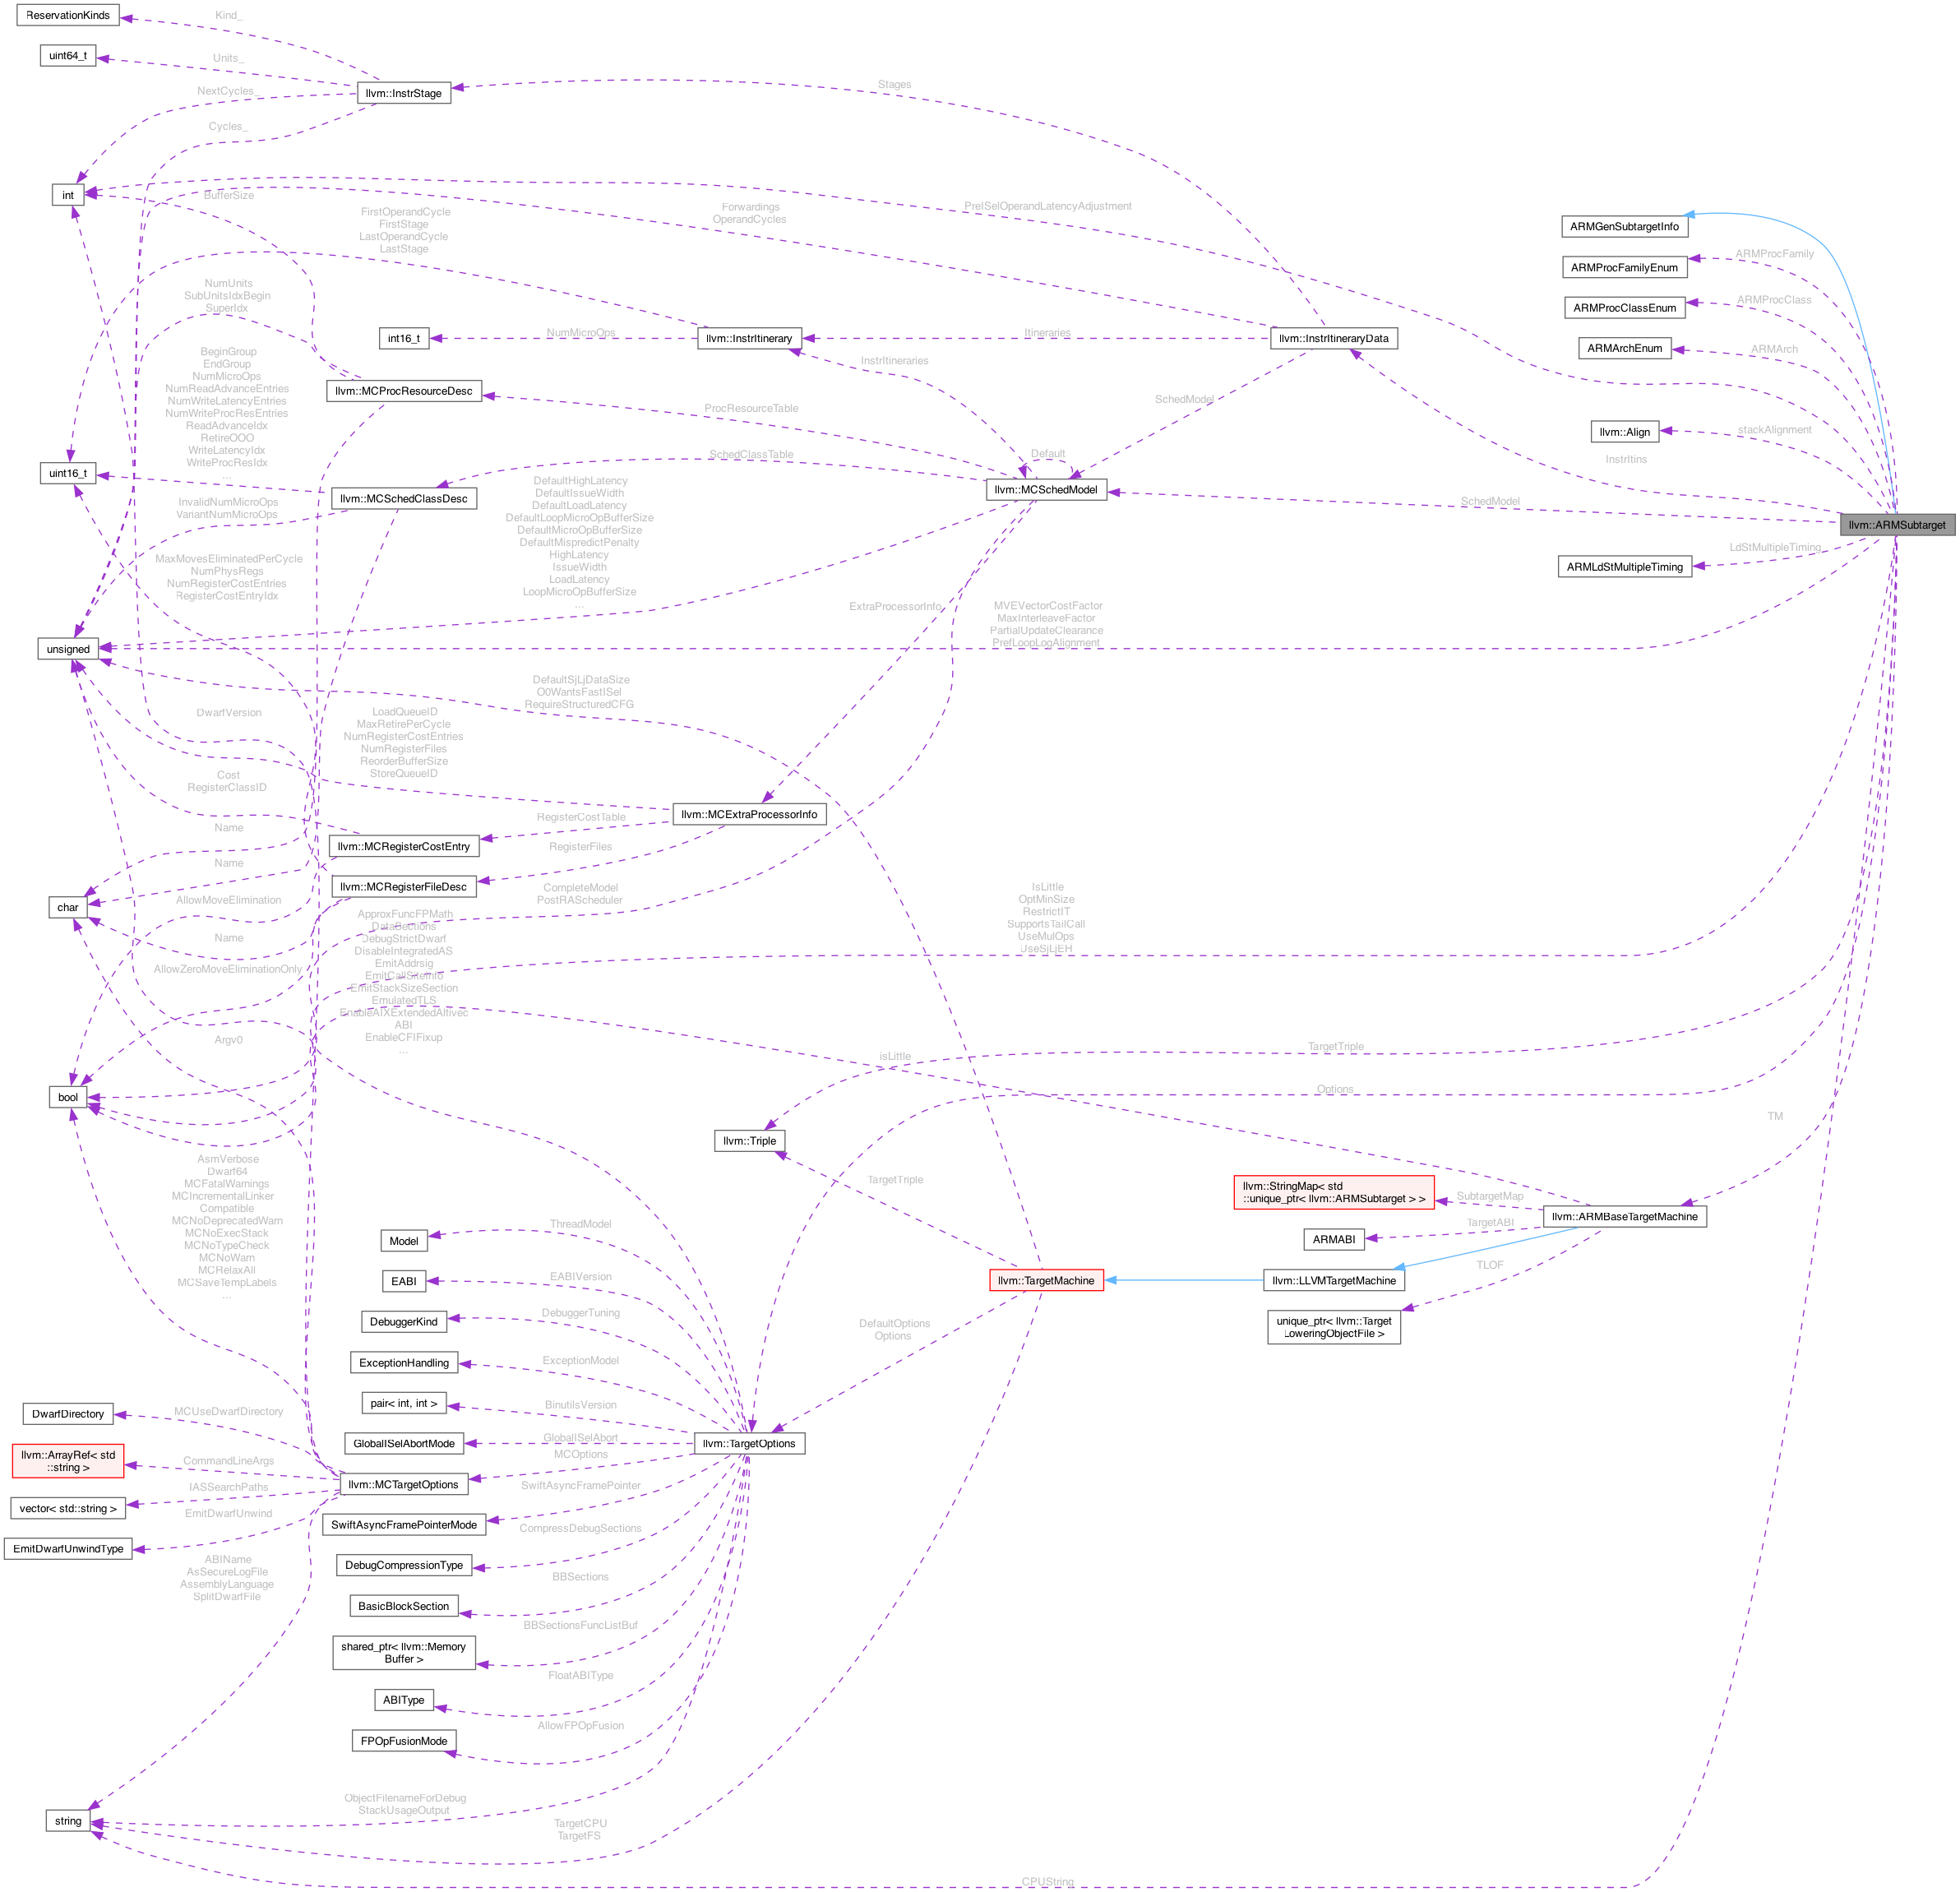 ReservationKinds
Kind_
uint64_t
Units_
llvm::InstrStage
NextCycles_
Cycles_
Stages
int
BufferSize
FirstOperandCycle
FirstStage
LastOperandCycle
LastStage
Forwardings
OperandCycles
PreISelOperandLatencyAdjustment
ARMGenSubtargetInfo
ARMProcFamily
ARMProcFamilyEnum
ARMProcClass
ARMProcClassEnum
NumUnits
SubUnitsIdxBegin
SuperIdx
int16_t
NumMicroOps
llvm::InstrItinerary
Itineraries
llvm::InstrItineraryData
ARMArchEnum
ARMArch
InstrItineraries
BeginGroup
EndGroup
NumMicroOps
NumReadAdvanceEntries
NumWriteLatencyEntries
NumWriteProcResEntries
ReadAdvanceIdx
RetireOOO
WriteLatencyIdx
WriteProcResIdx
...
llvm::MCProcResourceDesc
ProcResourceTable
SchedModel
llvm::Align
stackAlignment
InstrItins
uint16_t
SchedClassTable
Default
llvm::MCSchedModel
llvm::MCSchedClassDesc
InvalidNumMicroOps
VariantNumMicroOps
DefaultHighLatency
DefaultIssueWidth
DefaultLoadLatency
DefaultLoopMicroOpBufferSize
DefaultMicroOpBufferSize
DefaultMispredictPenalty
HighLatency
IssueWidth
LoadLatency
LoopMicroOpBufferSize
...
SchedModel
llvm::ARMSubtarget
LdStMultipleTiming
ARMLdStMultipleTiming
MaxMovesEliminatedPerCycle
NumPhysRegs
NumRegisterCostEntries
RegisterCostEntryIdx
ExtraProcessorInfo
MVEVectorCostFactor
MaxInterleaveFactor
PartialUpdateClearance
PrefLoopLogAlignment
unsigned
DefaultSjLjDataSize
O0WantsFastISel
RequireStructuredCFG
DwarfVersion
LoadQueueID
MaxRetirePerCycle
NumRegisterCostEntries
NumRegisterFiles
ReorderBufferSize
StoreQueueID
Cost
RegisterClassID
llvm::MCExtraProcessorInfo
RegisterCostTable
Name
llvm::MCRegisterCostEntry
RegisterFiles
Name
llvm::MCRegisterFileDesc
AllowMoveElimination
char
CompleteModel
PostRAScheduler
IsLittle
OptMinSize
RestrictIT
SupportsTailCall
UseMulOps
UseSjLjEH
Name
AllowZeroMoveEliminationOnly
ApproxFuncFPMath
DataSections
DebugStrictDwarf
DisableIntegratedAS
EmitAddrsig
EmitCallSiteInfo
EmitStackSizeSection
EmulatedTLS
EnableAIXExtendedAltivec
ABI
EnableCFIFixup
...
Argv0
isLittle
TargetTriple
bool
Options
TM
llvm::Triple
AsmVerbose
Dwarf64
MCFatalWarnings
MCIncrementalLinker
Compatible
MCNoDeprecatedWarn
MCNoExecStack
MCNoTypeCheck
MCNoWarn
MCRelaxAll
MCSaveTempLabels
...
TargetTriple
llvm::StringMap< std
::unique_ptr< llvm::ARMSubtarget > >
SubtargetMap
llvm::ARMBaseTargetMachine
TargetABI
ARMABI
Model
ThreadModel
EABI
EABIVersion
llvm::TargetMachine
llvm::LLVMTargetMachine
TLOF
unique_ptr< llvm::Target
LoweringObjectFile >
DebuggerKind
DebuggerTuning
DefaultOptions
Options
ExceptionHandling
ExceptionModel
pair< int, int >
BinutilsVersion
DwarfDirectory
MCUseDwarfDirectory
GlobalISelAbortMode
GlobalISelAbort
llvm::TargetOptions
MCOptions
llvm::ArrayRef< std
::string >
CommandLineArgs
llvm::MCTargetOptions
IASSearchPaths
SwiftAsyncFramePointer
vector< std::string >
EmitDwarfUnwind
SwiftAsyncFramePointerMode
CompressDebugSections
EmitDwarfUnwindType
ABIName
AsSecureLogFile
AssemblyLanguage
SplitDwarfFile
DebugCompressionType
BBSections
BasicBlockSection
BBSectionsFuncListBuf
shared_ptr< llvm::Memory
Buffer >
FloatABIType
ABIType
AllowFPOpFusion
FPOpFusionMode
ObjectFilenameForDebug
StackUsageOutput
string
TargetCPU
TargetFS
CPUString